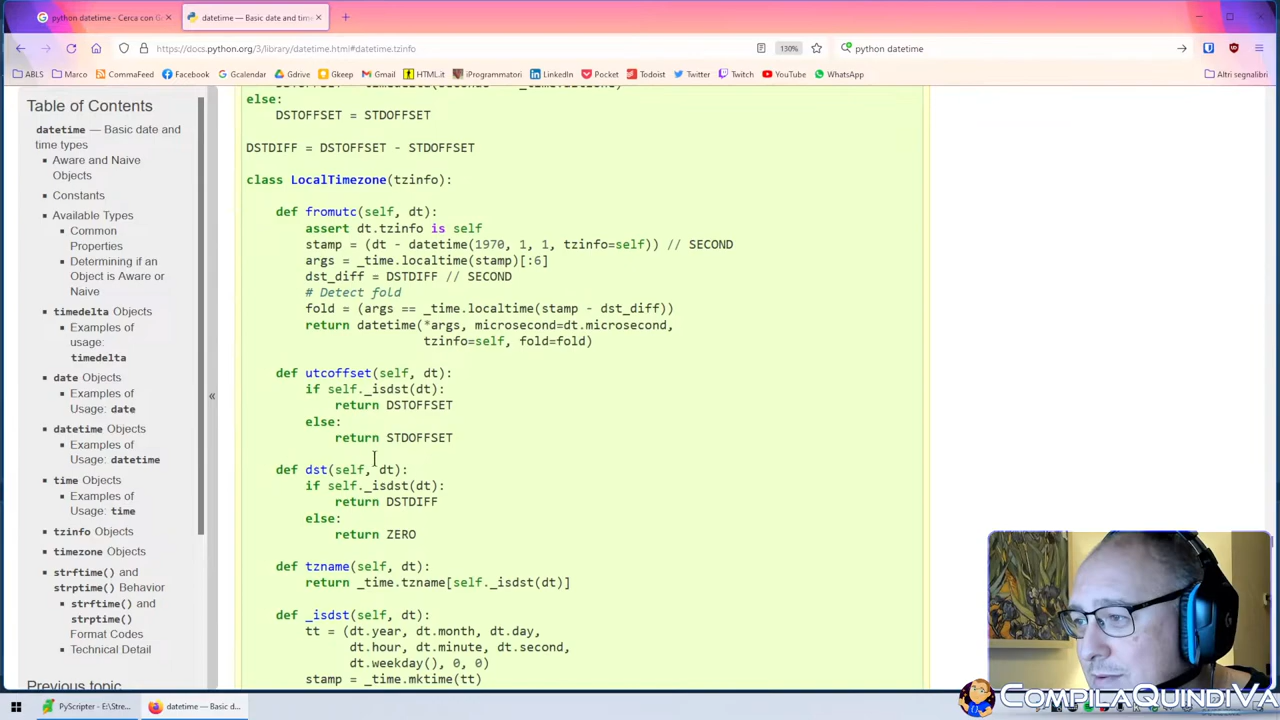 python datetime - Cerca con G
datetime — Basic date and time
https://docs.python.org/3/library/datetime.html#datetime.tzinfo
130%
python datetime
ABLS
Marco
CommaFeed
Facebook
Gcalendar
Gdrive
Gkeep
Gmail
HTML.it
iProgrammatori
LinkedIn
Pocket
Todoist
Twitter
Twitch
YouTube
WhatsApp
Altri segnalibri
Table of Contents
datetime — Basic date and
time types
Aware and Naive
Objects
Constants
Available Types
Common
Properties
Determining if an
Object is Aware or
Naive
timedelta Objects
Examples of
usage:
timedelta
date Objects
Examples of
Usage: date
datetime Objects
Examples of
Usage: datetime
time Objects
Examples of
Usage: time
tzinfo Objects
timezone Objects
strftime() and
strptime() Behavior
strftime() and
strptime()
Format Codes
Technical Detail
Previous topic
«
else:
DSTOFFSET = STDOFFSET
DSTDIFF = DSTOFFSET - STDOFFSET
class LocalTimezone(tzinfo):
def fromutc(self, dt):
assert dt.tzinfo is self
stamp = (dt - datetime(1970, 1, 1, tzinfo=self)) // SECOND
args = _time.localtime(stamp)[:6]
dst_diff = DSTDIFF // SECOND
# Detect fold
fold = (args == _time.localtime(stamp - dst_diff))
return datetime(*args, microsecond=dt.microsecond,
tzinfo=self, fold=fold)
def utcoffset(self, dt):
if self._isdst(dt):
return DSTOFFSET
else:
return STDOFFSET
def dst(self, dt):
if self._isdst(dt):
return DSTDIFF
else:
return ZERO
def tzname(self, dt):
return _time.tzname[self._isdst(dt)]
def _isdst(self, dt):
tt = (dt.year, dt.month, dt.day,
dt.hour, dt.minute, dt.second,
dt.weekday(), 0, 0)
stamp = _time.mktime(tt)
PyScripter - E:\Stre...
datetime — Basic d...
COMPILAQUINDIVA